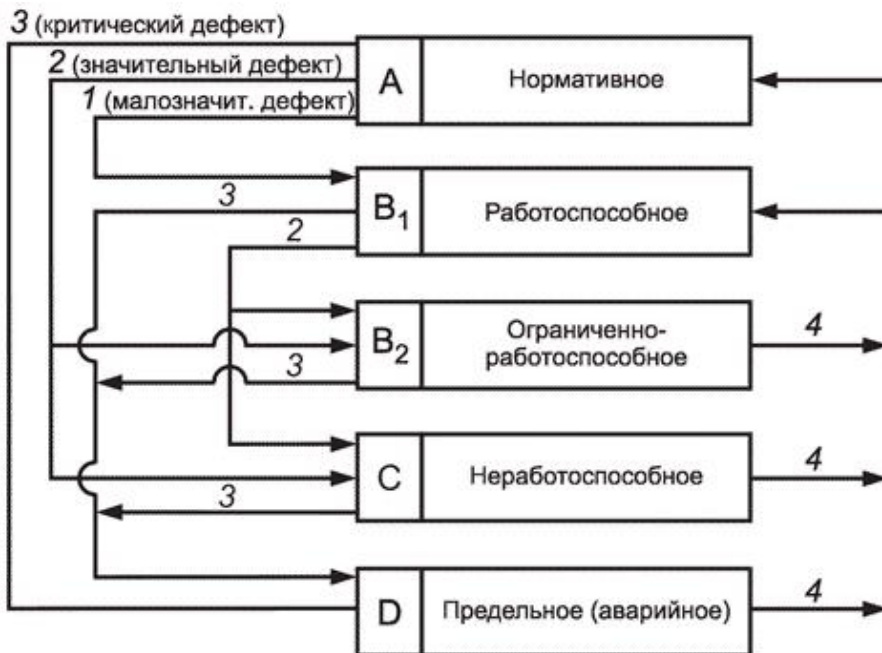 3 (критический дефект)
2 (значительный дефект)
1 (малозначит. дефект)
A
Нормативное
3
2
B1
Работоспособное
B2
Ограниченно-
работоспособное
4
3
C
Неработоспособное
4
3
D
Предельное (аварийное)
4